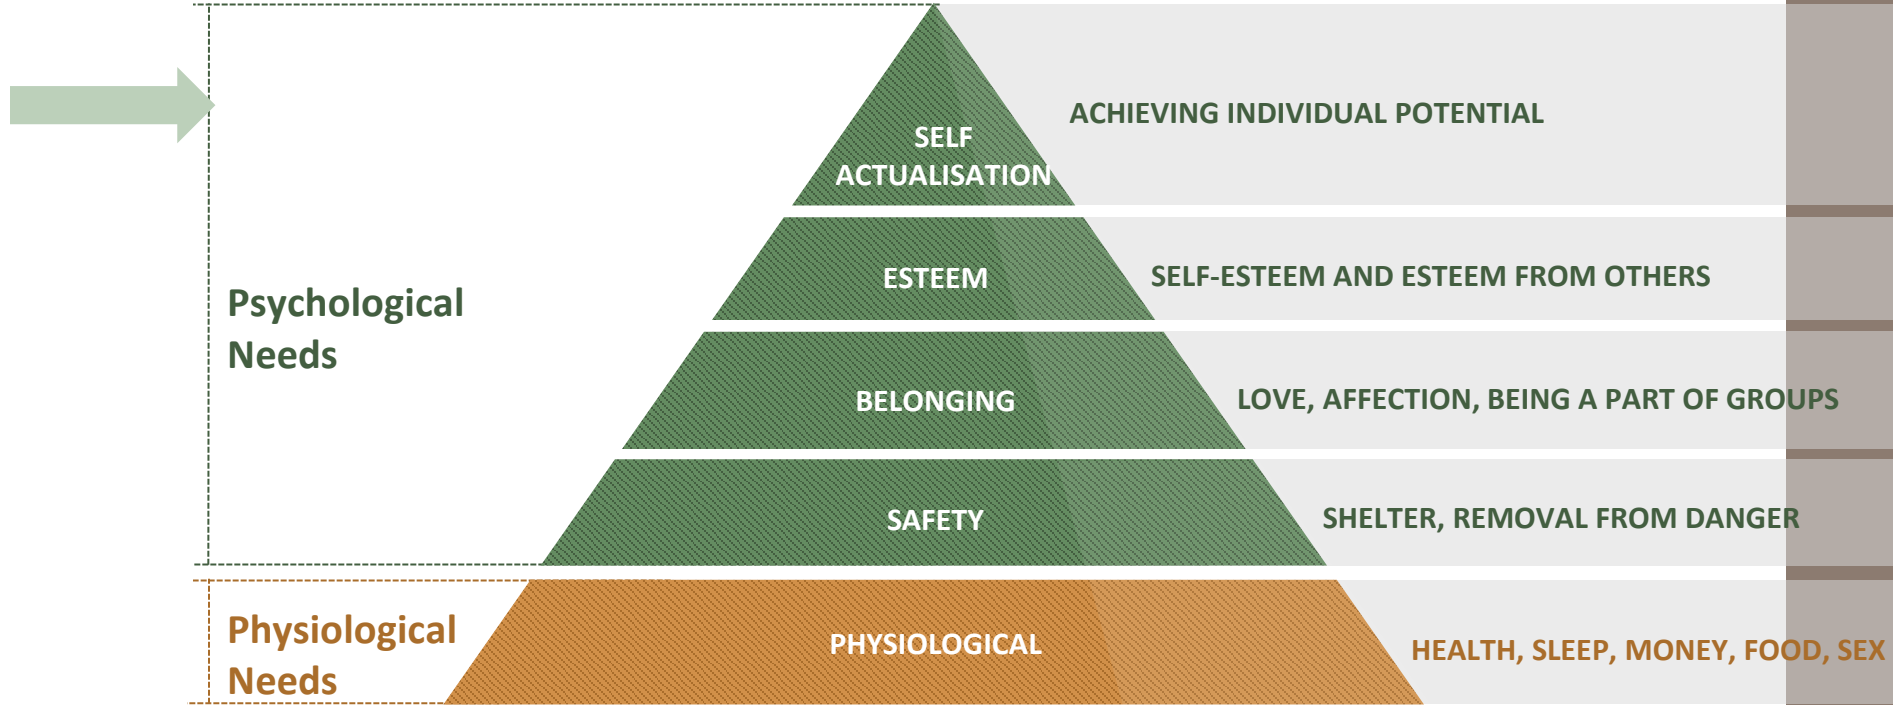 SELF
ACTUALISATION
ACHIEVING INDIVIDUAL POTENTIAL
ESTEEM
SELF-ESTEEM AND ESTEEM FROM OTHERS
Psychological
Needs
BELONGING
LOVE, AFFECTION, BEING A PART OF GROUPS
SAFETY
SHELTER, REMOVAL FROM DANGER
Physiological
Needs
PHYSIOLOGICAL
HEALTH, SLEEP, MONEY, FOOD, SEX